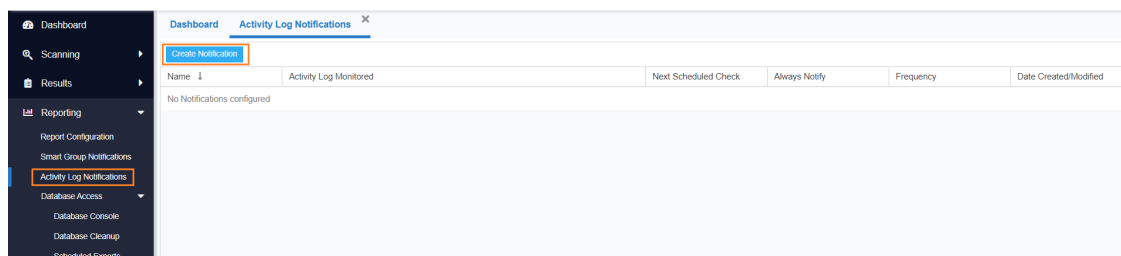 Dashboard
Scanning
Results
Reporting
Report Configuration
Smart Group Notifications
Activity Log Notifications
Database Access
Database Console
Database Cleanup
Scheduled Exports
Dashboard Activity Log Notifications
Create Notification
Name ↓ Activity Log Monitored Next Scheduled Check Always Notify Frequency Date Created/Modified
No Notifications configured